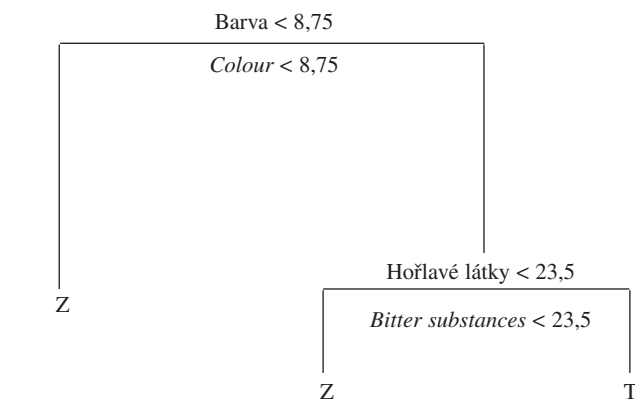 Barva < 8,75
Colour < 8,75
Hořlavé látky < 23,5
Z
Bitter substances < 23,5
Z
T